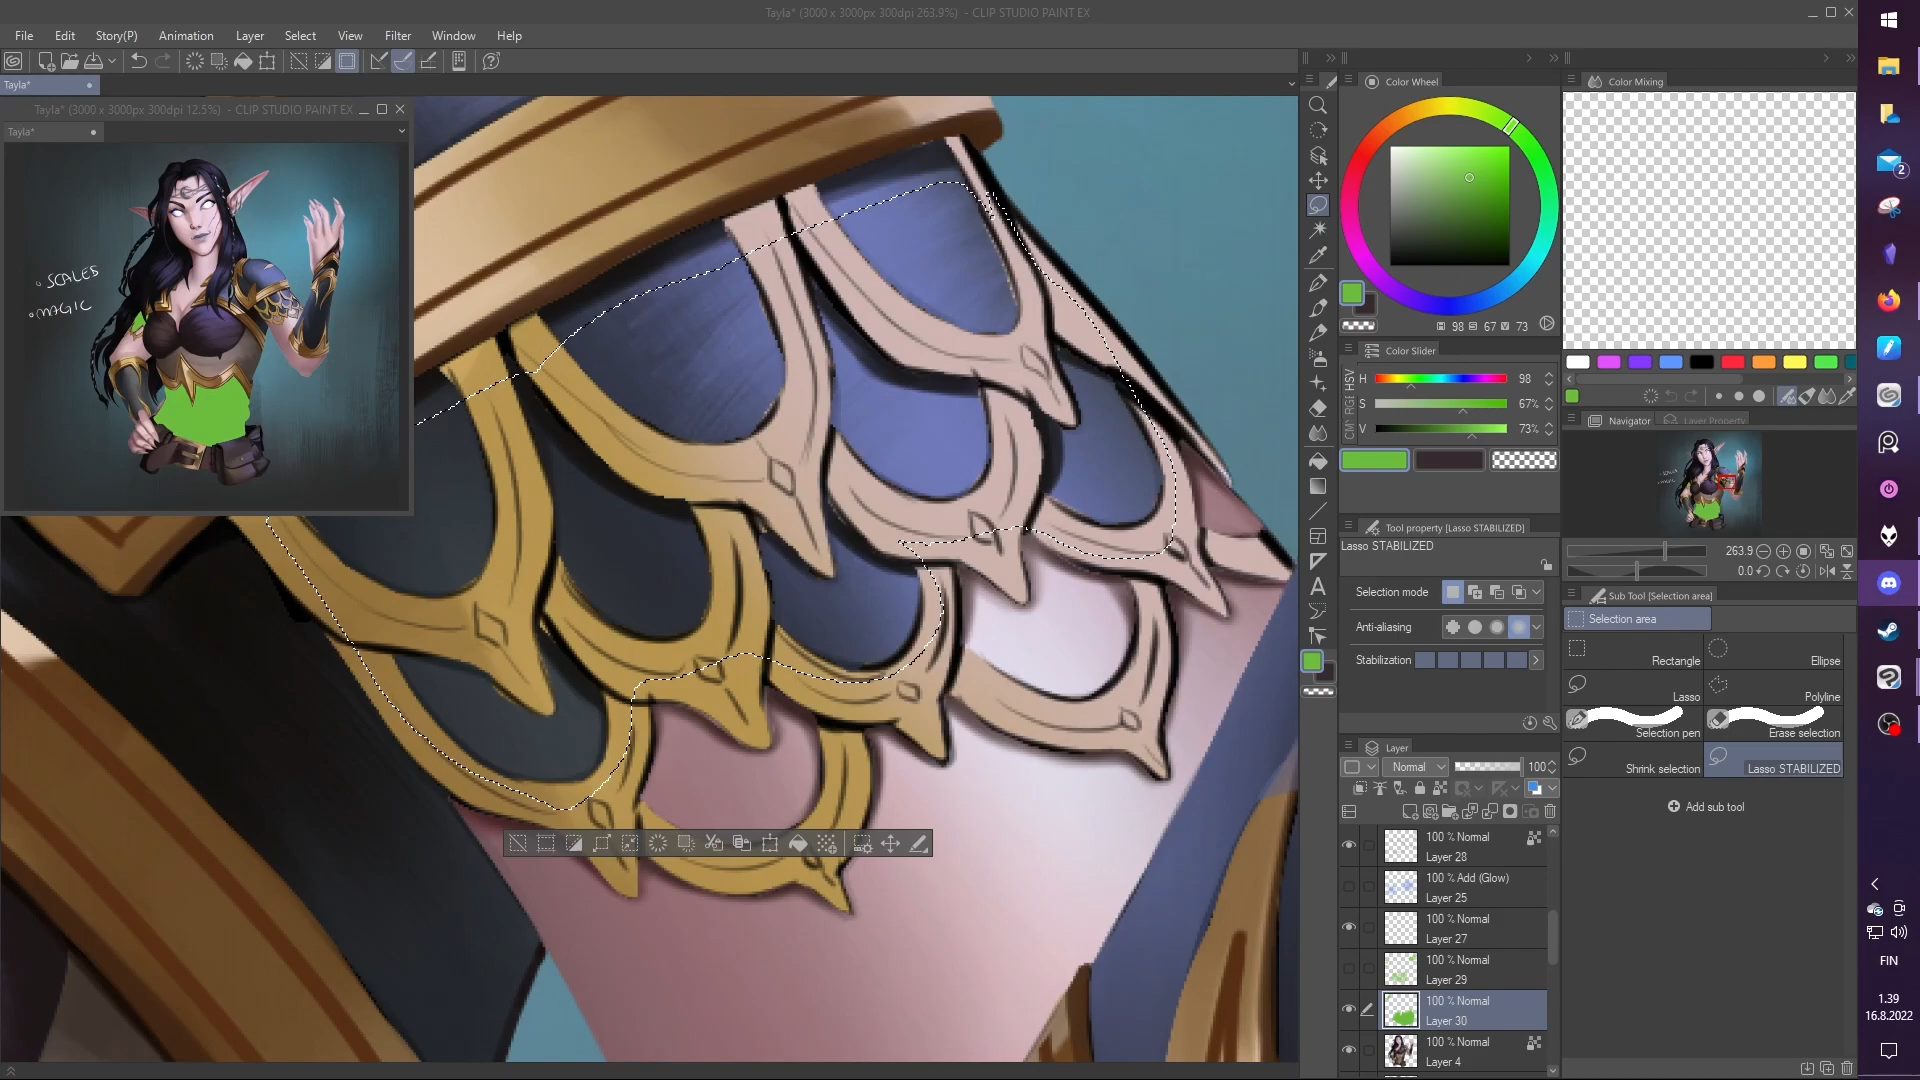 Tayla* (3000 x 3000px 300dpi 263.9%) - CLIP STUDIO PAINT EX
File Edit Story(P) Animation Layer Select View Filter Window Help
Tayla*
Tayla* (3000 x 3000px 300dpi 12.5%) - CLIP STUDIO PAINT EX
Tayla*
SCALES
MAGIC
Color Wheel
H 98 S 67 V 73
Color Slider
HSV
H 98
S 67%
V 73%
Tool property [Lasso STABILIZED]
Lasso STABILIZED
Selection mode
Anti-aliasing
Stabilization
Layer
Normal 100
100 % Normal
Layer 28
100 % Add (Glow)
Layer 25
100 % Normal
Layer 27
100 % Normal
Layer 29
100 % Normal
Layer 30
100 % Normal
Layer 4
Color Mixing
Navigator Layer Property
263.9
0.0
Sub Tool [Selection area]
Selection area
Rectangle Ellipse
Lasso Polyline
Selection pen Erase selection
Shrink selection Lasso STABILIZED
Add sub tool
2
FIN
1.39
16.8.2022